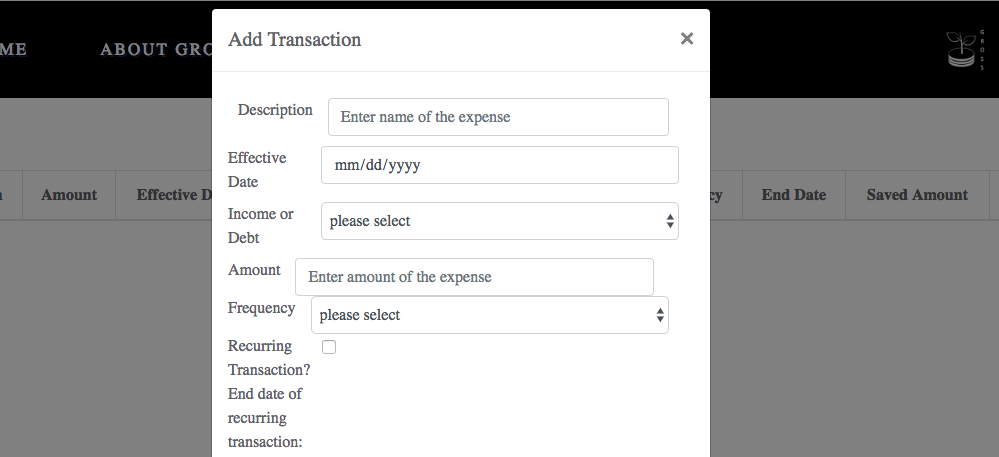 ME
ABOUT GRO
GROSS
Add Transaction
×
Description
Enter name of the expense
Effective
Date
mm/dd/yyyy
Income or
Debt
please select
Amount
Enter amount of the expense
Frequency
please select
Recurring
Transaction?
End date of
recurring
transaction:
n
Amount
Effective D
cy
End Date
Saved Amount